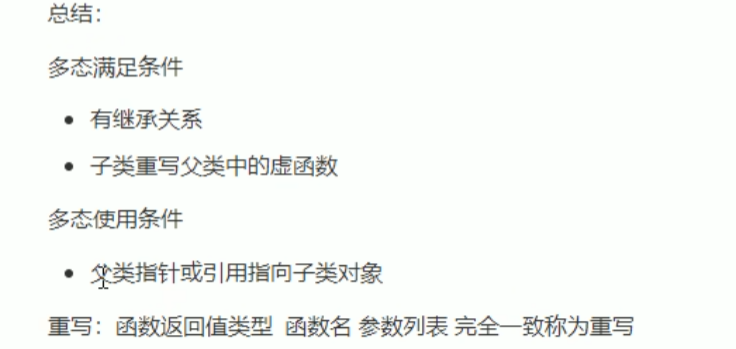 总结：
多态满足条件
• 有继承关系
• 子类重写父类中的虚函数
多态使用条件
• 父类指针或引用指向子类对象
重写：函数返回值类型 函数名 参数列表 完全一致称为重写